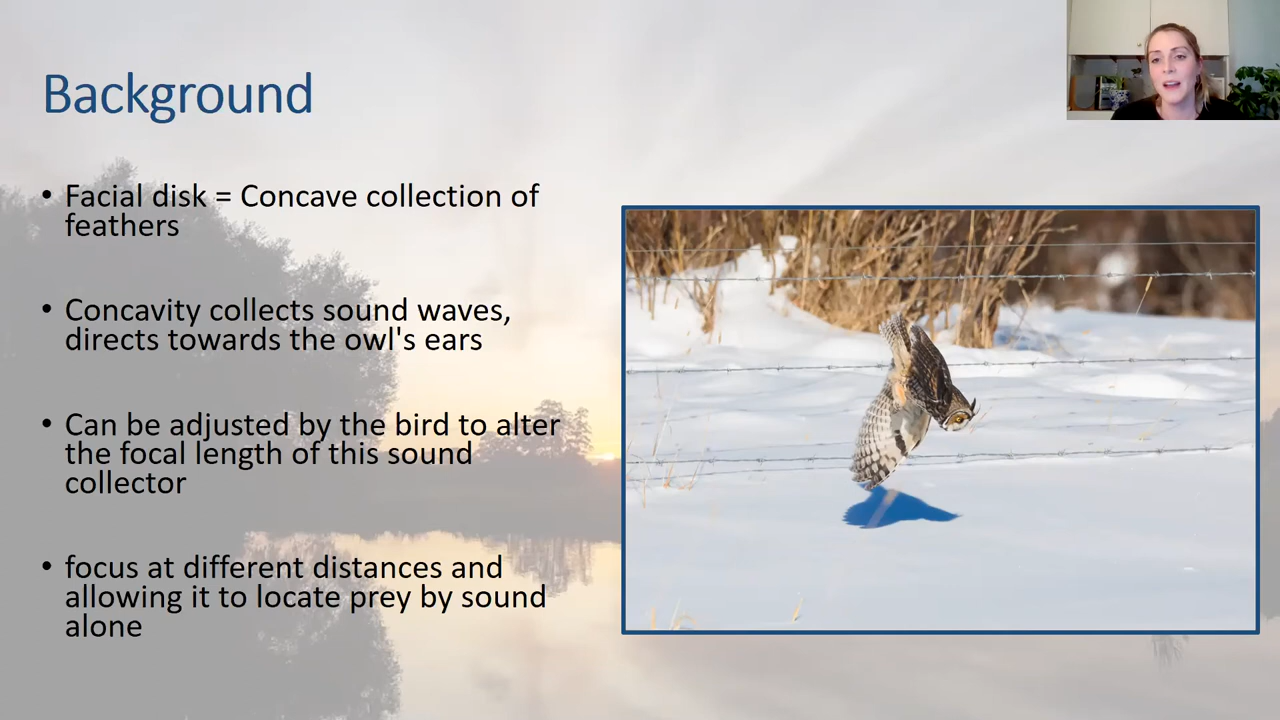 Background
• Facial disk = Concave collection of
feathers
• Concavity collects sound waves,
directs towards the owl's ears
• Can be adjusted by the bird to alter
the focal length of this sound
collector
• focus at different distances and
allowing it to locate prey by sound
alone